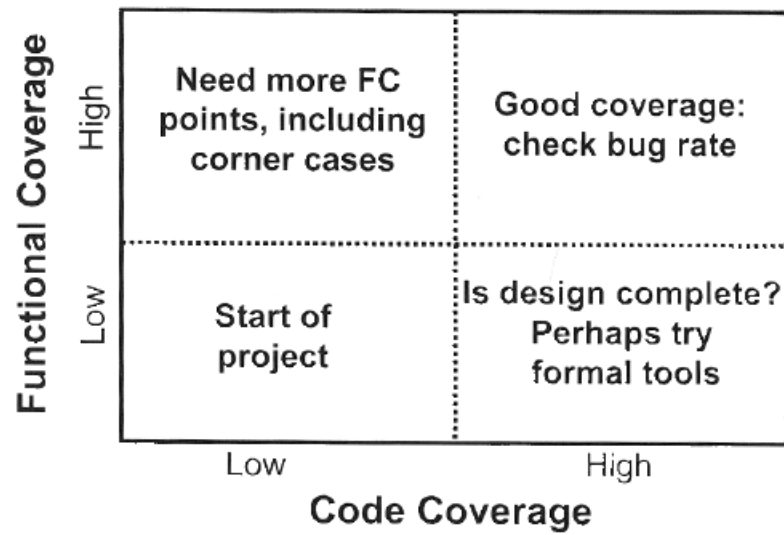 Functional Coverage
High
Low
Need more FC
points, including
corner cases
Good coverage:
check bug rate
Start of
project
Is design complete?
Perhaps try
formal tools
Low
High
Code Coverage